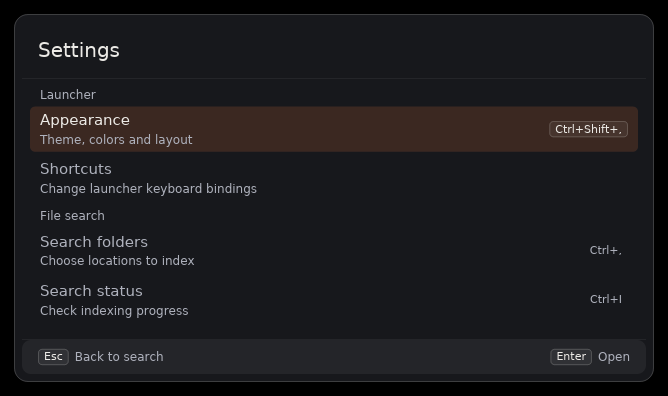 Settings
Launcher
Appearance
Theme, colors and layout
Ctrl+Shift+,
Shortcuts
Change launcher keyboard bindings
File search
Search folders
Choose locations to index
Ctrl+,
Search status
Check indexing progress
Ctrl+I
Esc Back to search
Enter Open